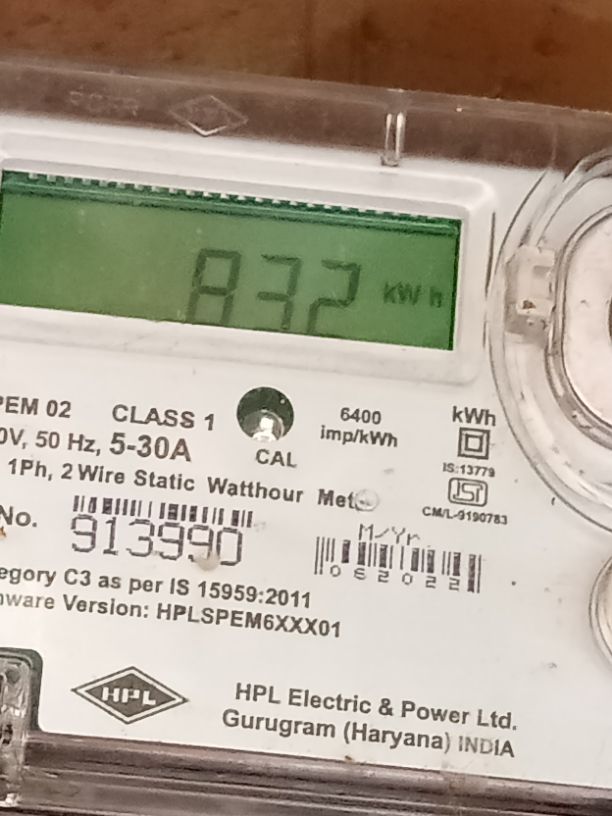 832 kWh
PEM 02 CLASS 1
0V, 50 Hz, 5-30A
CAL
6400
imp/kWh
kWh
IS:13779
ISI
CM/L-9190783
1Ph, 2 Wire Static Watthour
No. 913990
M/Yr
062022
egory C3 as per IS 15959:2011
ware Version: HPLSPEM6XXX01
HPL
HPL Electric & Power Ltd.
Gurugram (Haryana) INDIA